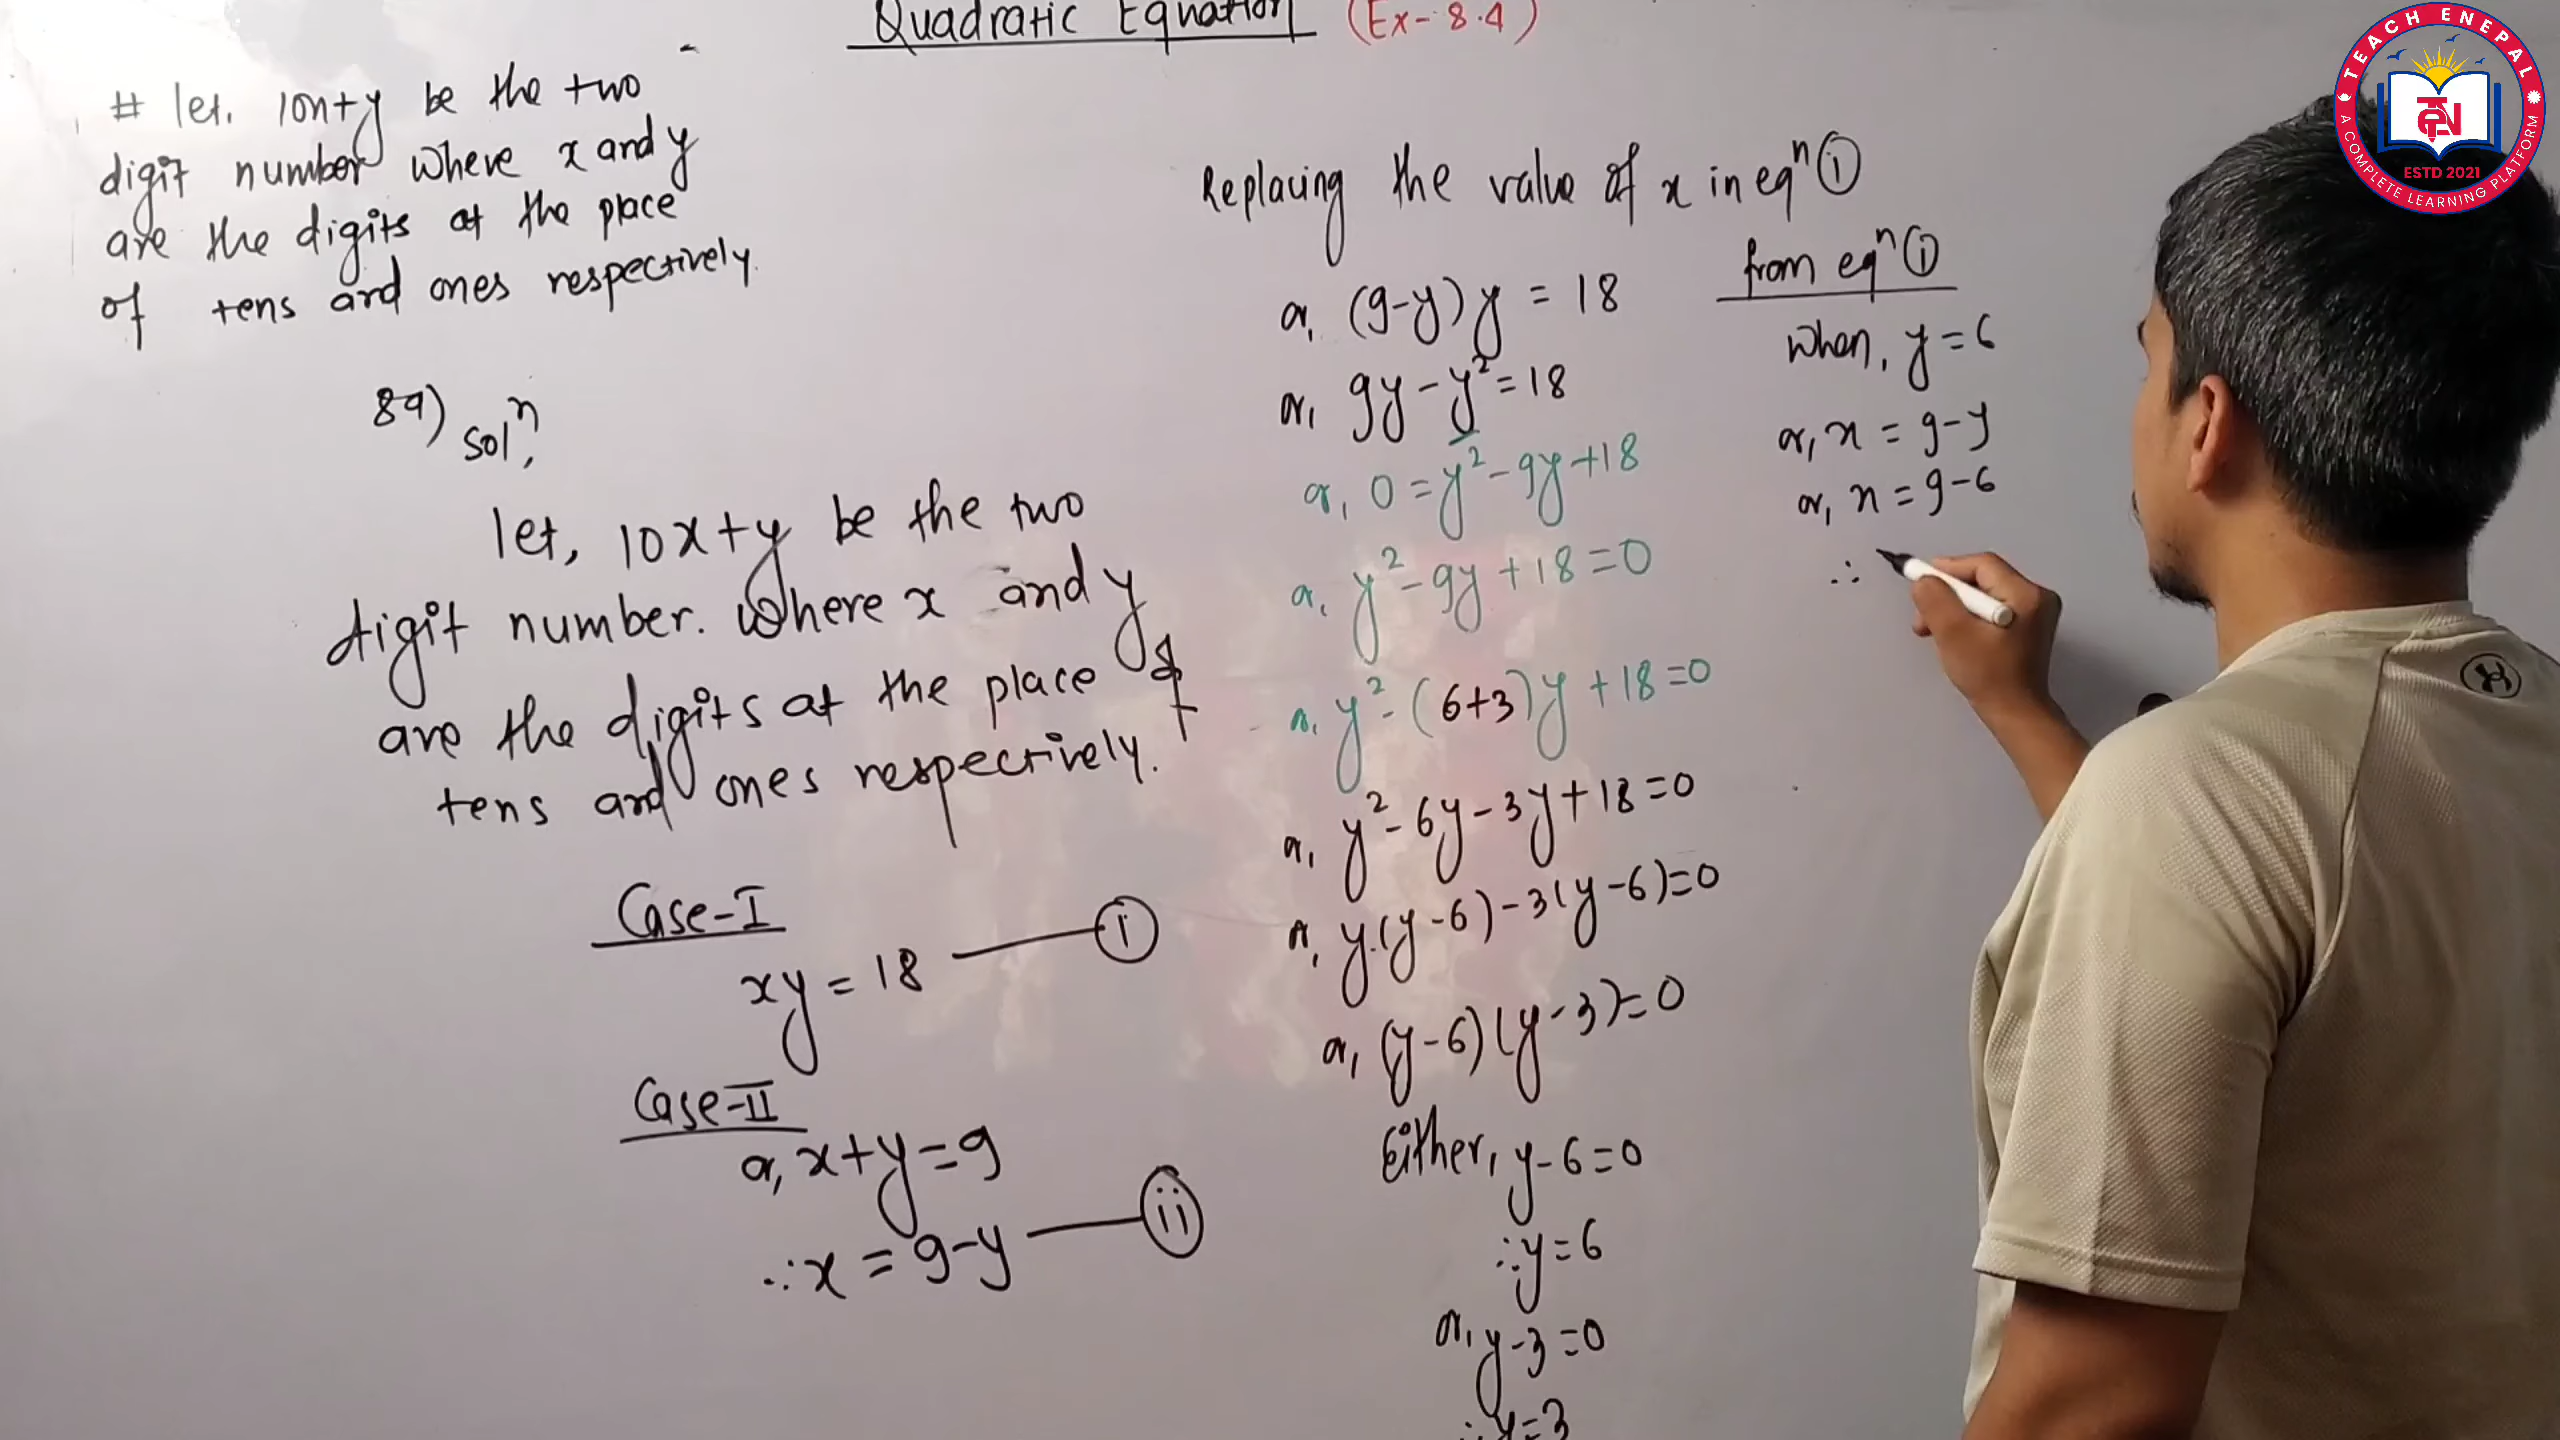 Quadratic Equation (Ex-8.4)
# let. 10x+y be the two
digit number where x and y
are the digits at the place
of tens and ones respectively.
8a) Solⁿ,
let, 10x+y be the two
digit number. Where x and y
are the digits at the place of
tens and ones respectively.
Case-I
xy = 18 — (i)
Case-II
or, x+y=9
∴ x = 9-y — (ii)
Replacing the value of x in eqⁿ (i)
or, (9-y)y = 18
or, 9y-y²=18
or, 0=y²-9y+18
or, y²-9y+18=0
or, y²-(6+3)y+18=0
or, y²-6y-3y+18=0
or, y(y-6)-3(y-6)=0
or, (y-6)(y-3)=0
Either, y-6=0
∴ y=6
or, y-3=0
∴ y=3
from eqⁿ (i)
when, y=6
or, x = 9-y
or, x = 9-6
∴
TEACH ENEPAL
TEN
ESTD 2021
A COMPLETE LEARNING PLATFORM